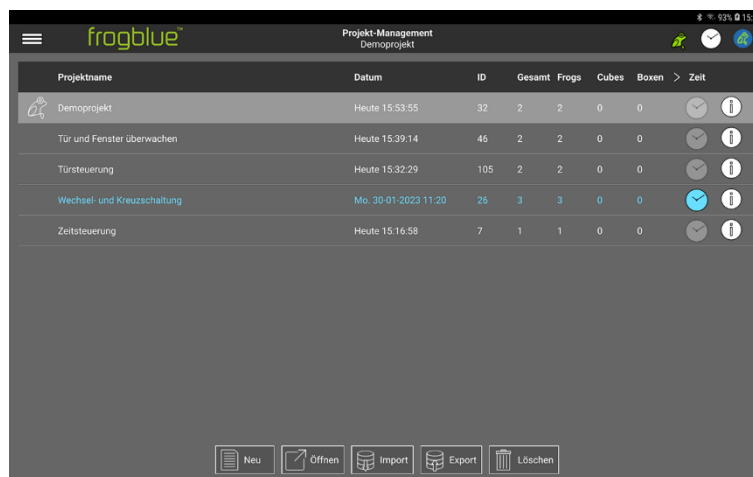 93% 15:
frogblue™
Projekt-Management
Demoprojekt
Projektname Datum ID Gesamt Frogs Cubes Boxen > Zeit
Demoprojekt Heute 15:53:55 32 2 2 0 0
Tür und Fenster überwachen Heute 15:39:14 46 2 2 0 0
Türsteuerung Heute 15:32:29 105 2 2 0 0
Wechsel- und Kreuzschaltung Mo. 30-01-2023 11:20 26 3 3 0 0
Zeitsteuerung Heute 15:16:58 7 1 1 0 0
Neu Öffnen Import Export Löschen